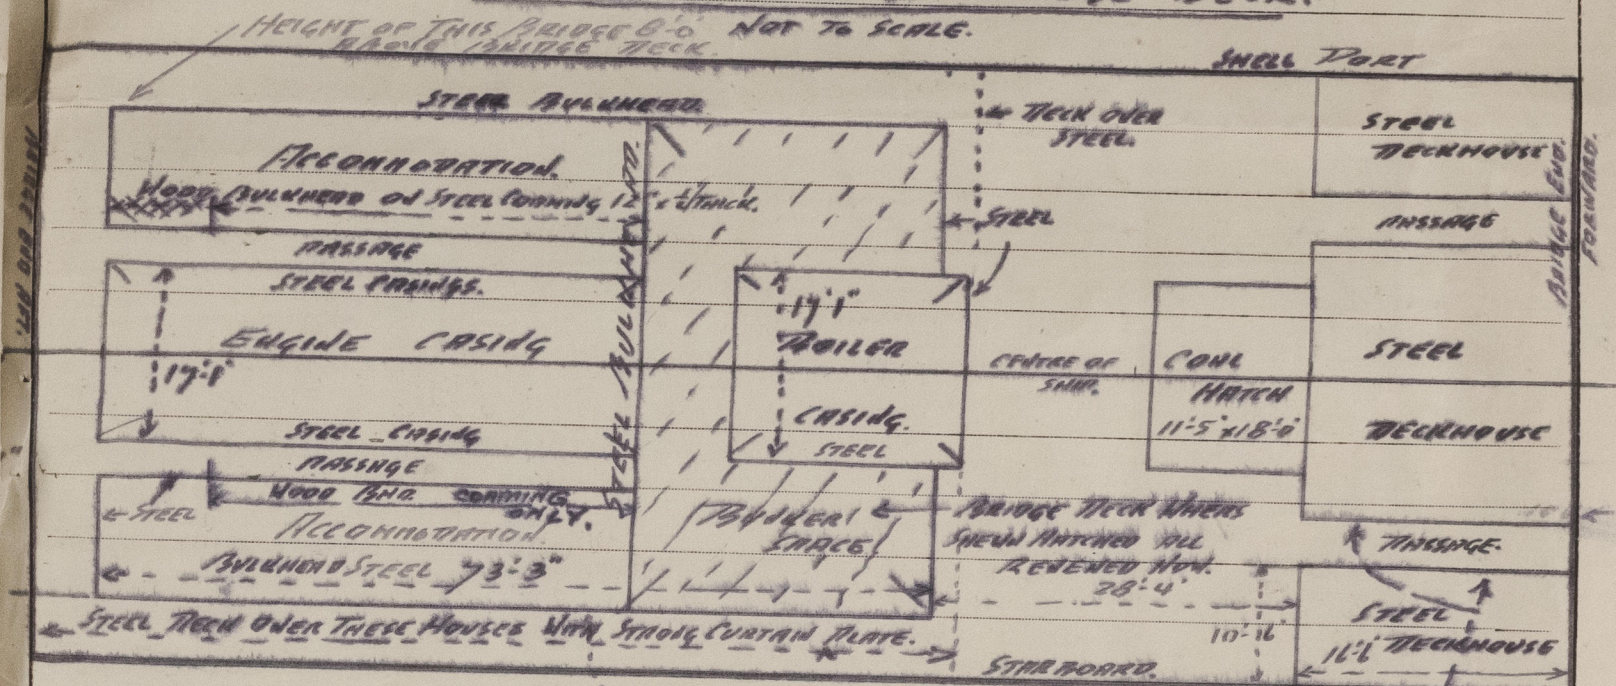 HEIGHT OF THIS BRIDGE 8'-0"
ABOVE BRIDGE DECK.
NOT TO SCALE.
SHELL PORT
STEEL BULKHEAD.
DECK OVER
STEEL.
STEEL
DECKHOUSE
ACCOMMODATION.
WOOD BULKHEAD ON STEEL COAMING 12" x ½" THICK.
STEEL
PASSAGE
BRIDGE END.
FORWARD.
PASSAGE
STEEL CASINGS.
STEEL BULKHEAD.
ENGINE CASING
17'-1"
17'-1"
BOILER
CASING.
STEEL
CENTRE OF
SHIP.
COAL
HATCH
11'-5" x 18'-0"
STEEL
DECKHOUSE
STEEL CASING
PASSAGE
WOOD BHD. COAMING
ONLY.
STEEL
ACCOMMODATION
BULKHEAD STEEL 73'-3"
BUNKER
SPACE
BRIDGE DECK WHERE
SHEWN HATCHED ALL
RENEWED NOW.
28'-4"
PASSAGE.
STEEL
DECKHOUSE
16'-6"
STEEL DECK OVER THESE HOUSES WITH STRONG CURTAIN PLATE.
STARBOARD.